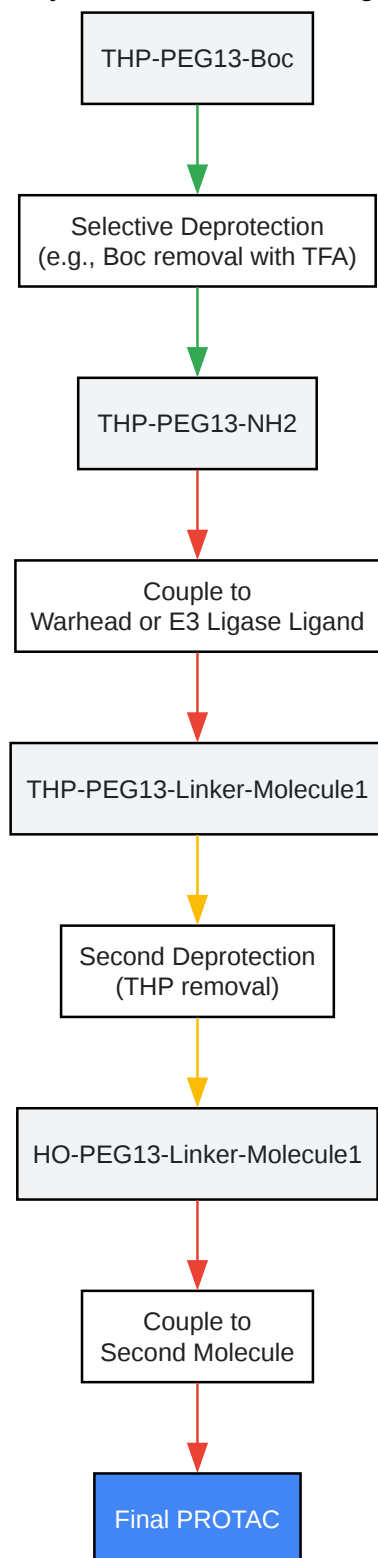 THP-PEG13-Boc
Selective Deprotection
(e.g., Boc removal with TFA)
THP-PEG13-NH2
Couple to
Warhead or E3 Ligase Ligand
THP-PEG13-Linker-Molecule1
Second Deprotection
(THP removal)
HO-PEG13-Linker-Molecule1
Couple to
Second Molecule
Final PROTAC